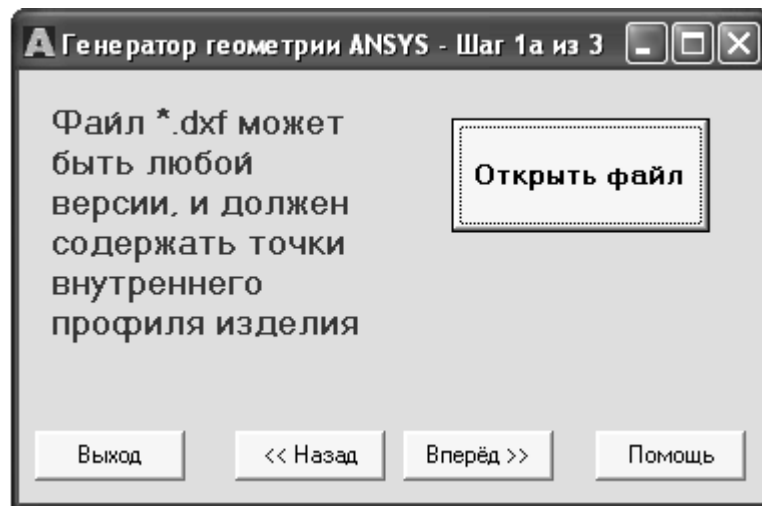 Генератор геометрии ANSYS - Шаг 1а из 3
Файл *.dxf может
быть любой
версии, и должен
содержать точки
внутреннего
профиля изделия
Открыть файл
Выход
<< Назад
Вперёд >>
Помощь